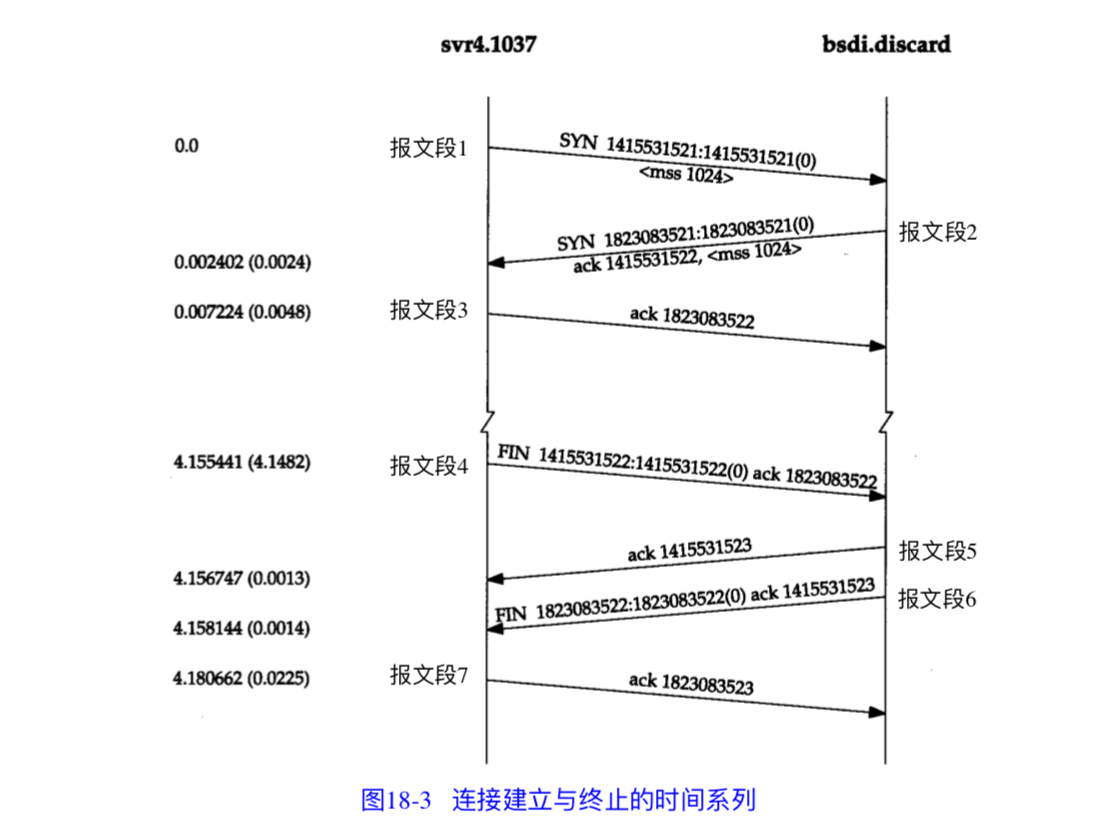 svr4.1037 bsdi.discard
0.0 报文段1 SYN 1415531521:1415531521(0)
<mss 1024>
SYN 1823083521:1823083521(0) 报文段2
0.002402 (0.0024) ack 1415531522, <mss 1024>
0.007224 (0.0048) 报文段3 ack 1823083522
4.155441 (4.1482) 报文段4 FIN 1415531522:1415531522(0) ack 1823083522
ack 1415531523 报文段5
4.156747 (0.0013)
FIN 1823083522:1823083522(0) ack 1415531523 报文段6
4.158144 (0.0014)
4.180662 (0.0225) 报文段7 ack 1823083523
图18-3 连接建立与终止的时间系列